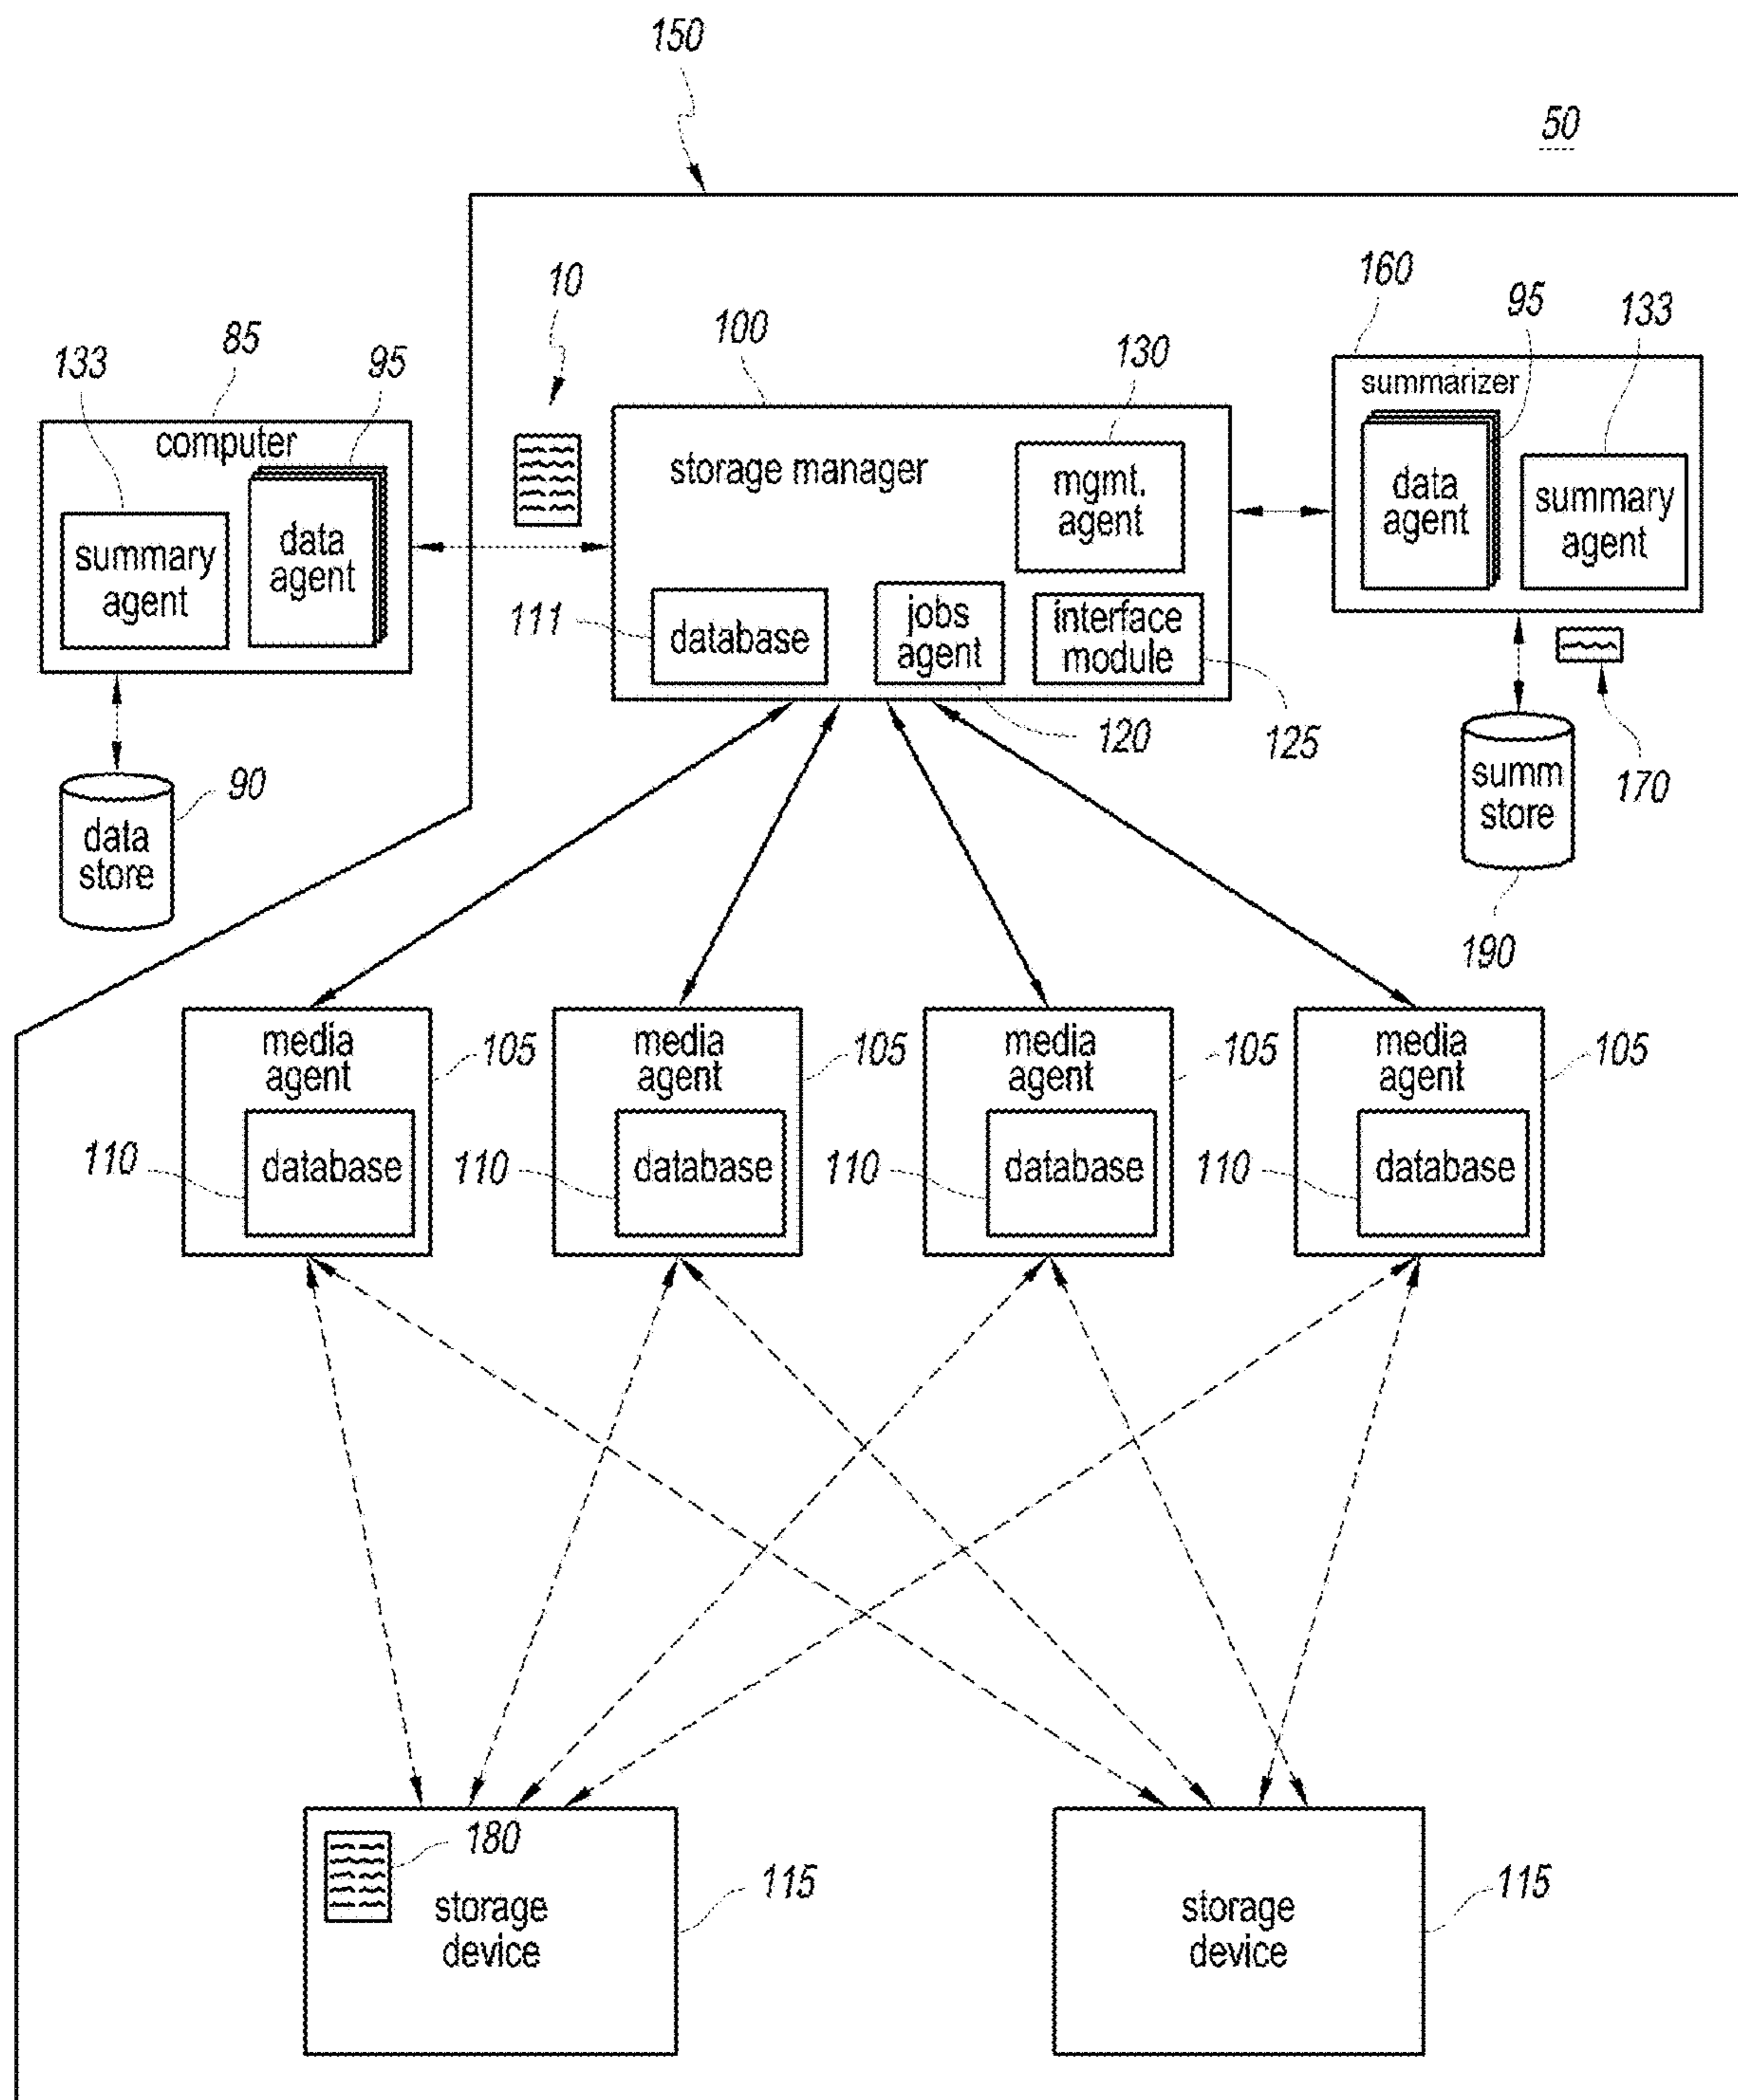 150
50
10
100
130
160
95
133
133
85
95
computer
summary
agent
data
agent
storage manager
mgmt.
agent
111
database
jobs
agent
interface
module
120
125
summarizer
data
agent
summary
agent
170
summ
store
190
90
data
store
media
agent
105
110
database
media
agent
105
110
database
media
agent
105
110
database
media
agent
105
110
database
180
storage
device
115
storage
device
115